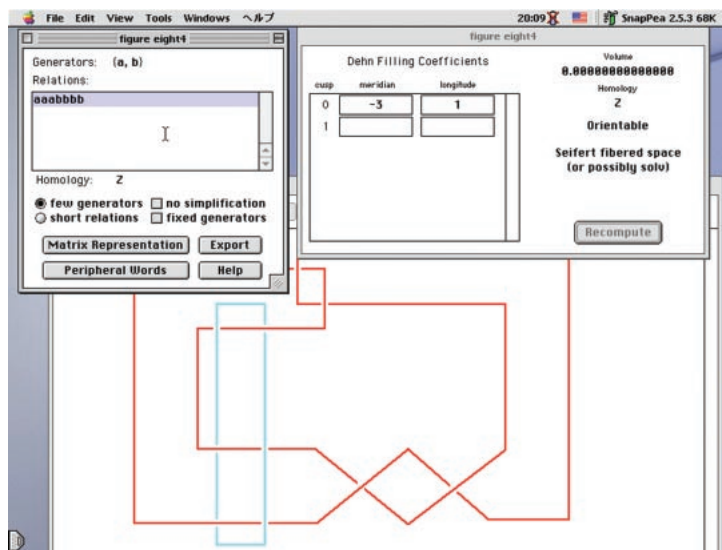 File Edit View Tools Windows ヘルプ 20:09 SnapPea 2.5.3 68K
figure eight4
Generators: {a, b}
Relations:
aaabbbb
Homology: Z
few generators no simplification
short relations fixed generators
Matrix Representation Export
Peripheral Words Help
figure eight4
Dehn Filling Coefficients
cusp meridian longitude
0 -3 1
1
Volume
0.00000000000000
Homology
Z
Orientable
Seifert fibered space
(or possibly solv)
Recompute